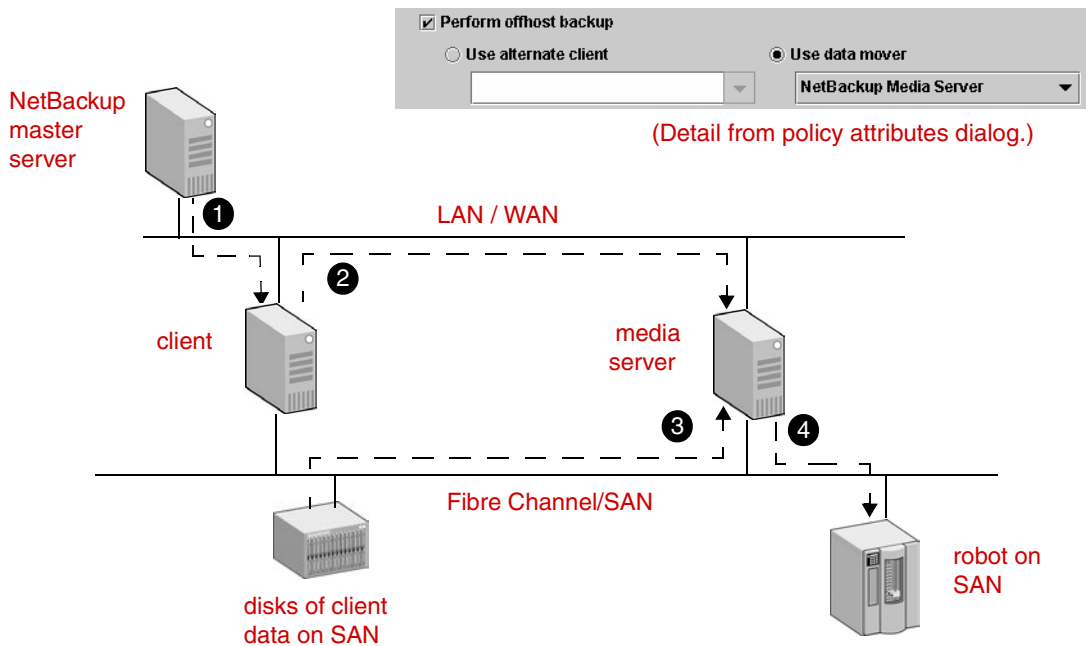 Perform offhost backup
Use alternate client
Use data mover
NetBackup Media Server
(Detail from policy attributes dialog.)
NetBackup
master
server
1
LAN / WAN
2
client
media
server
3
4
Fibre Channel/SAN
disks of client
data on SAN
robot on
SAN